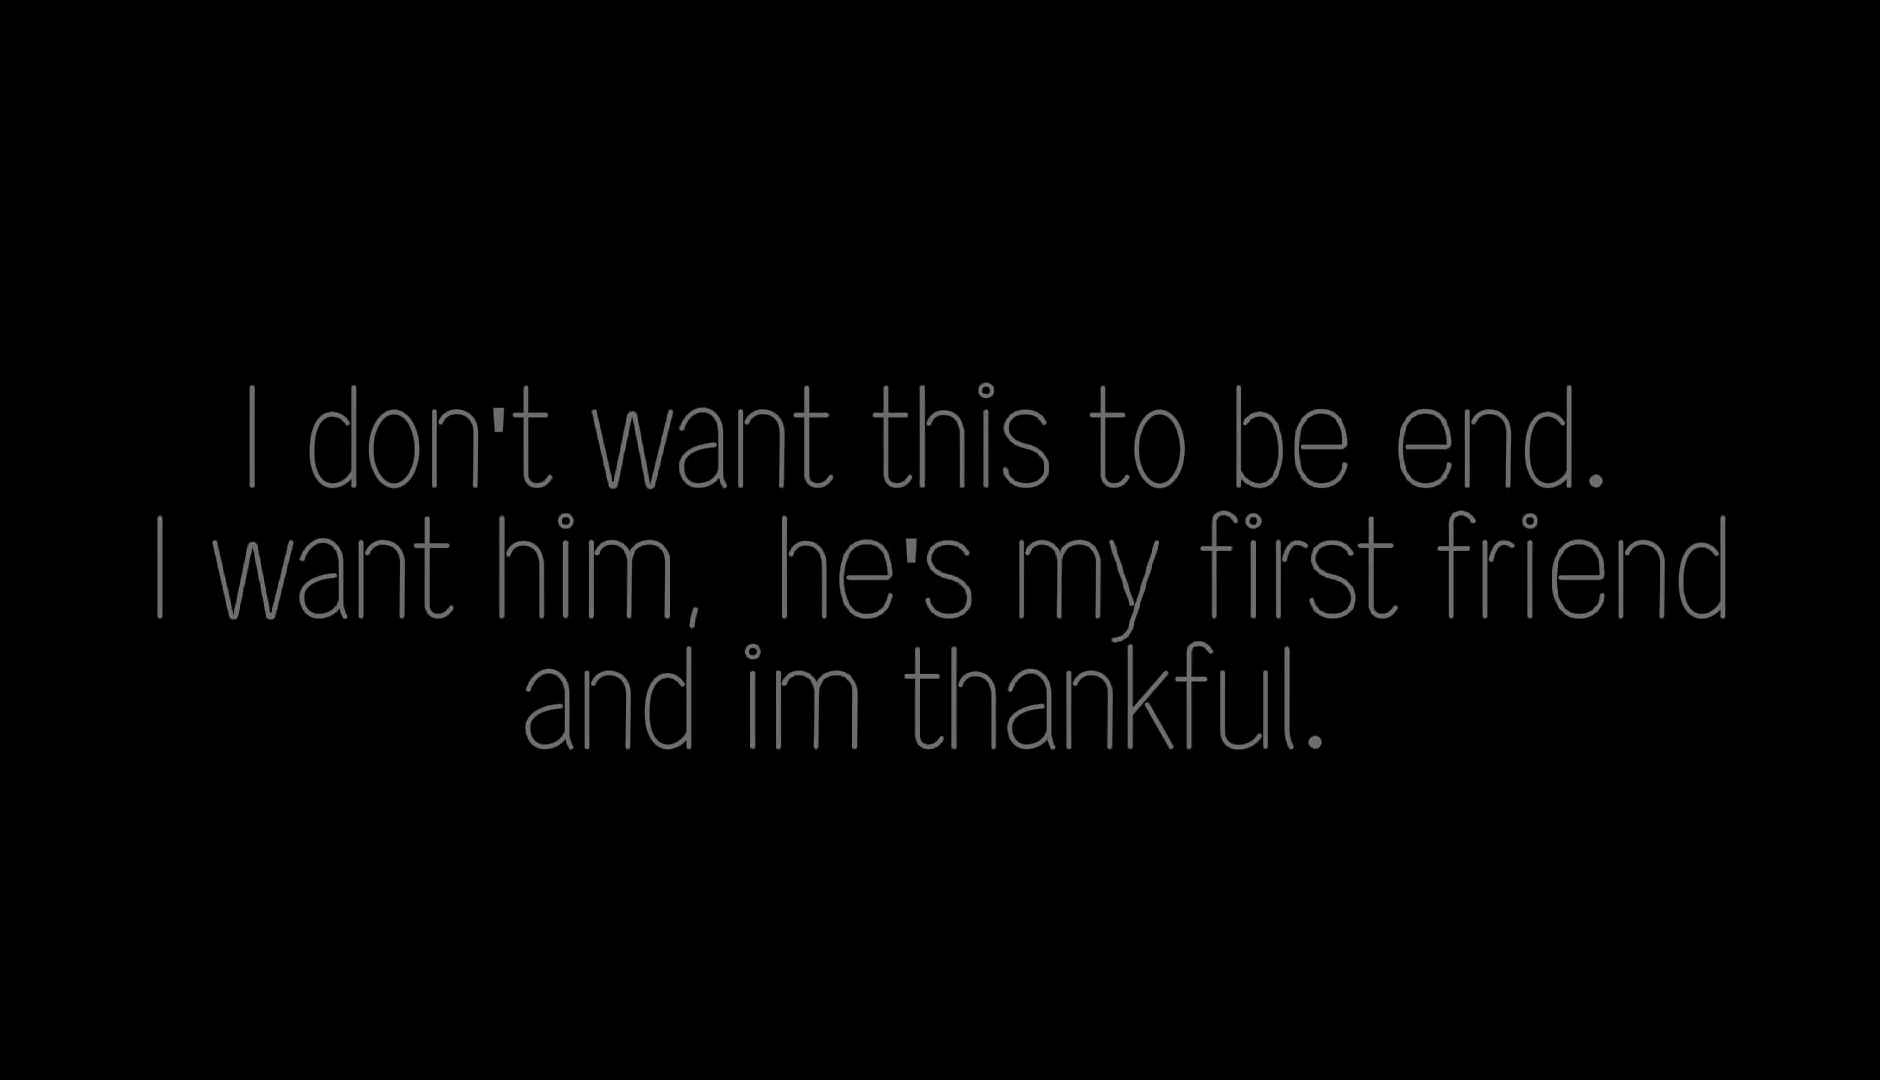 I don't want this to be end.
I want him, he's my first friend
and im thankful.